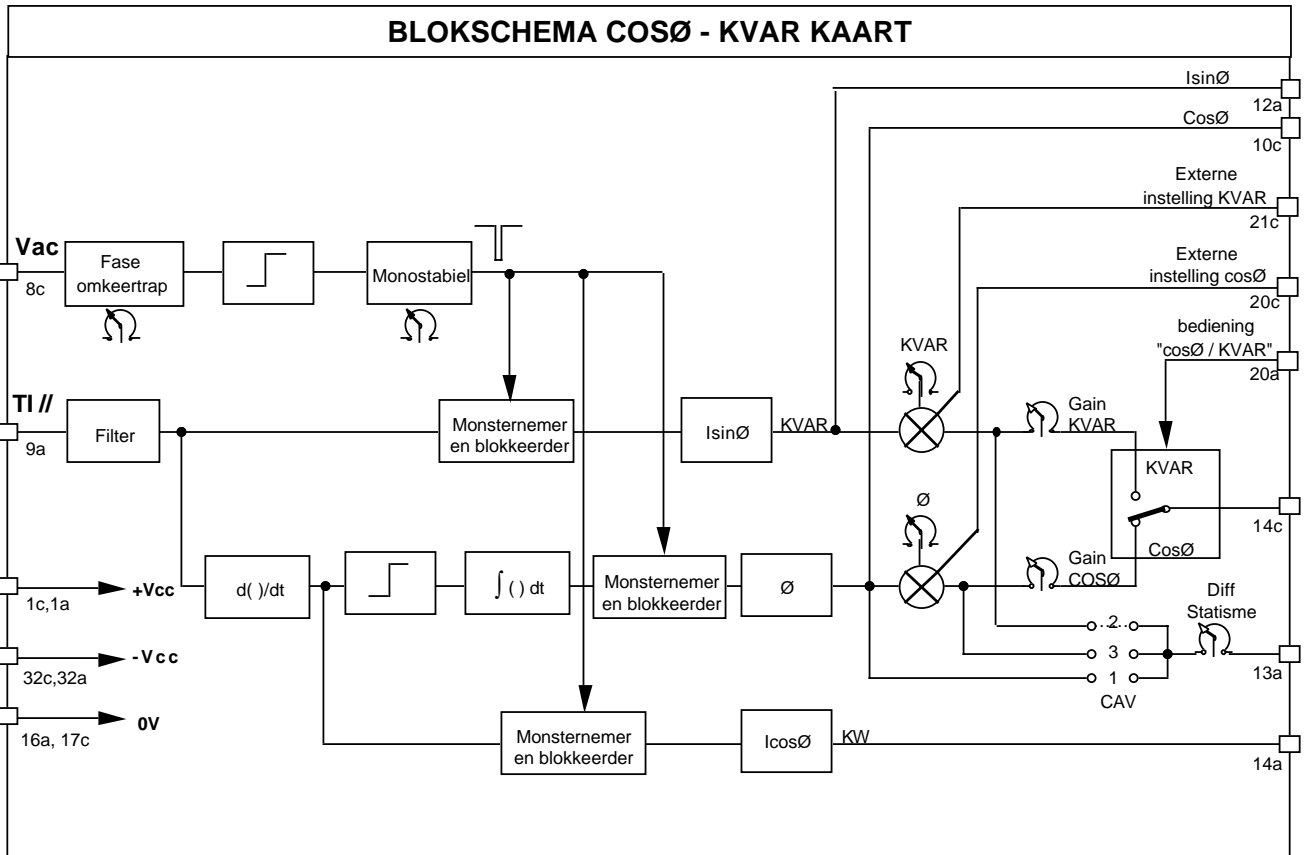 BLOKSCHEMA COSØ - KVAR KAART
IsinØ
12a
CosØ
10c
Externe
instelling KVAR
21c
Externe
instelling cosØ
20c
bediening
"cosØ / KVAR"
20a
Vac
8c
Fase
omkeertrap
Monostabiel
KVAR
TI //
9a
Filter
Monsternemer
en blokkeerder
IsinØ
KVAR
Gain
KVAR
KVAR
CosØ
14c
Ø
1c,1a
+Vcc
d( )/dt
∫ ( ) dt
Monsternemer
en blokkeerder
Ø
Gain
COSØ
Diff
Statisme
2
3
1
CAV
13a
32c,32a
-Vcc
16a, 17c
0V
Monsternemer
en blokkeerder
IcosØ
KW
14a